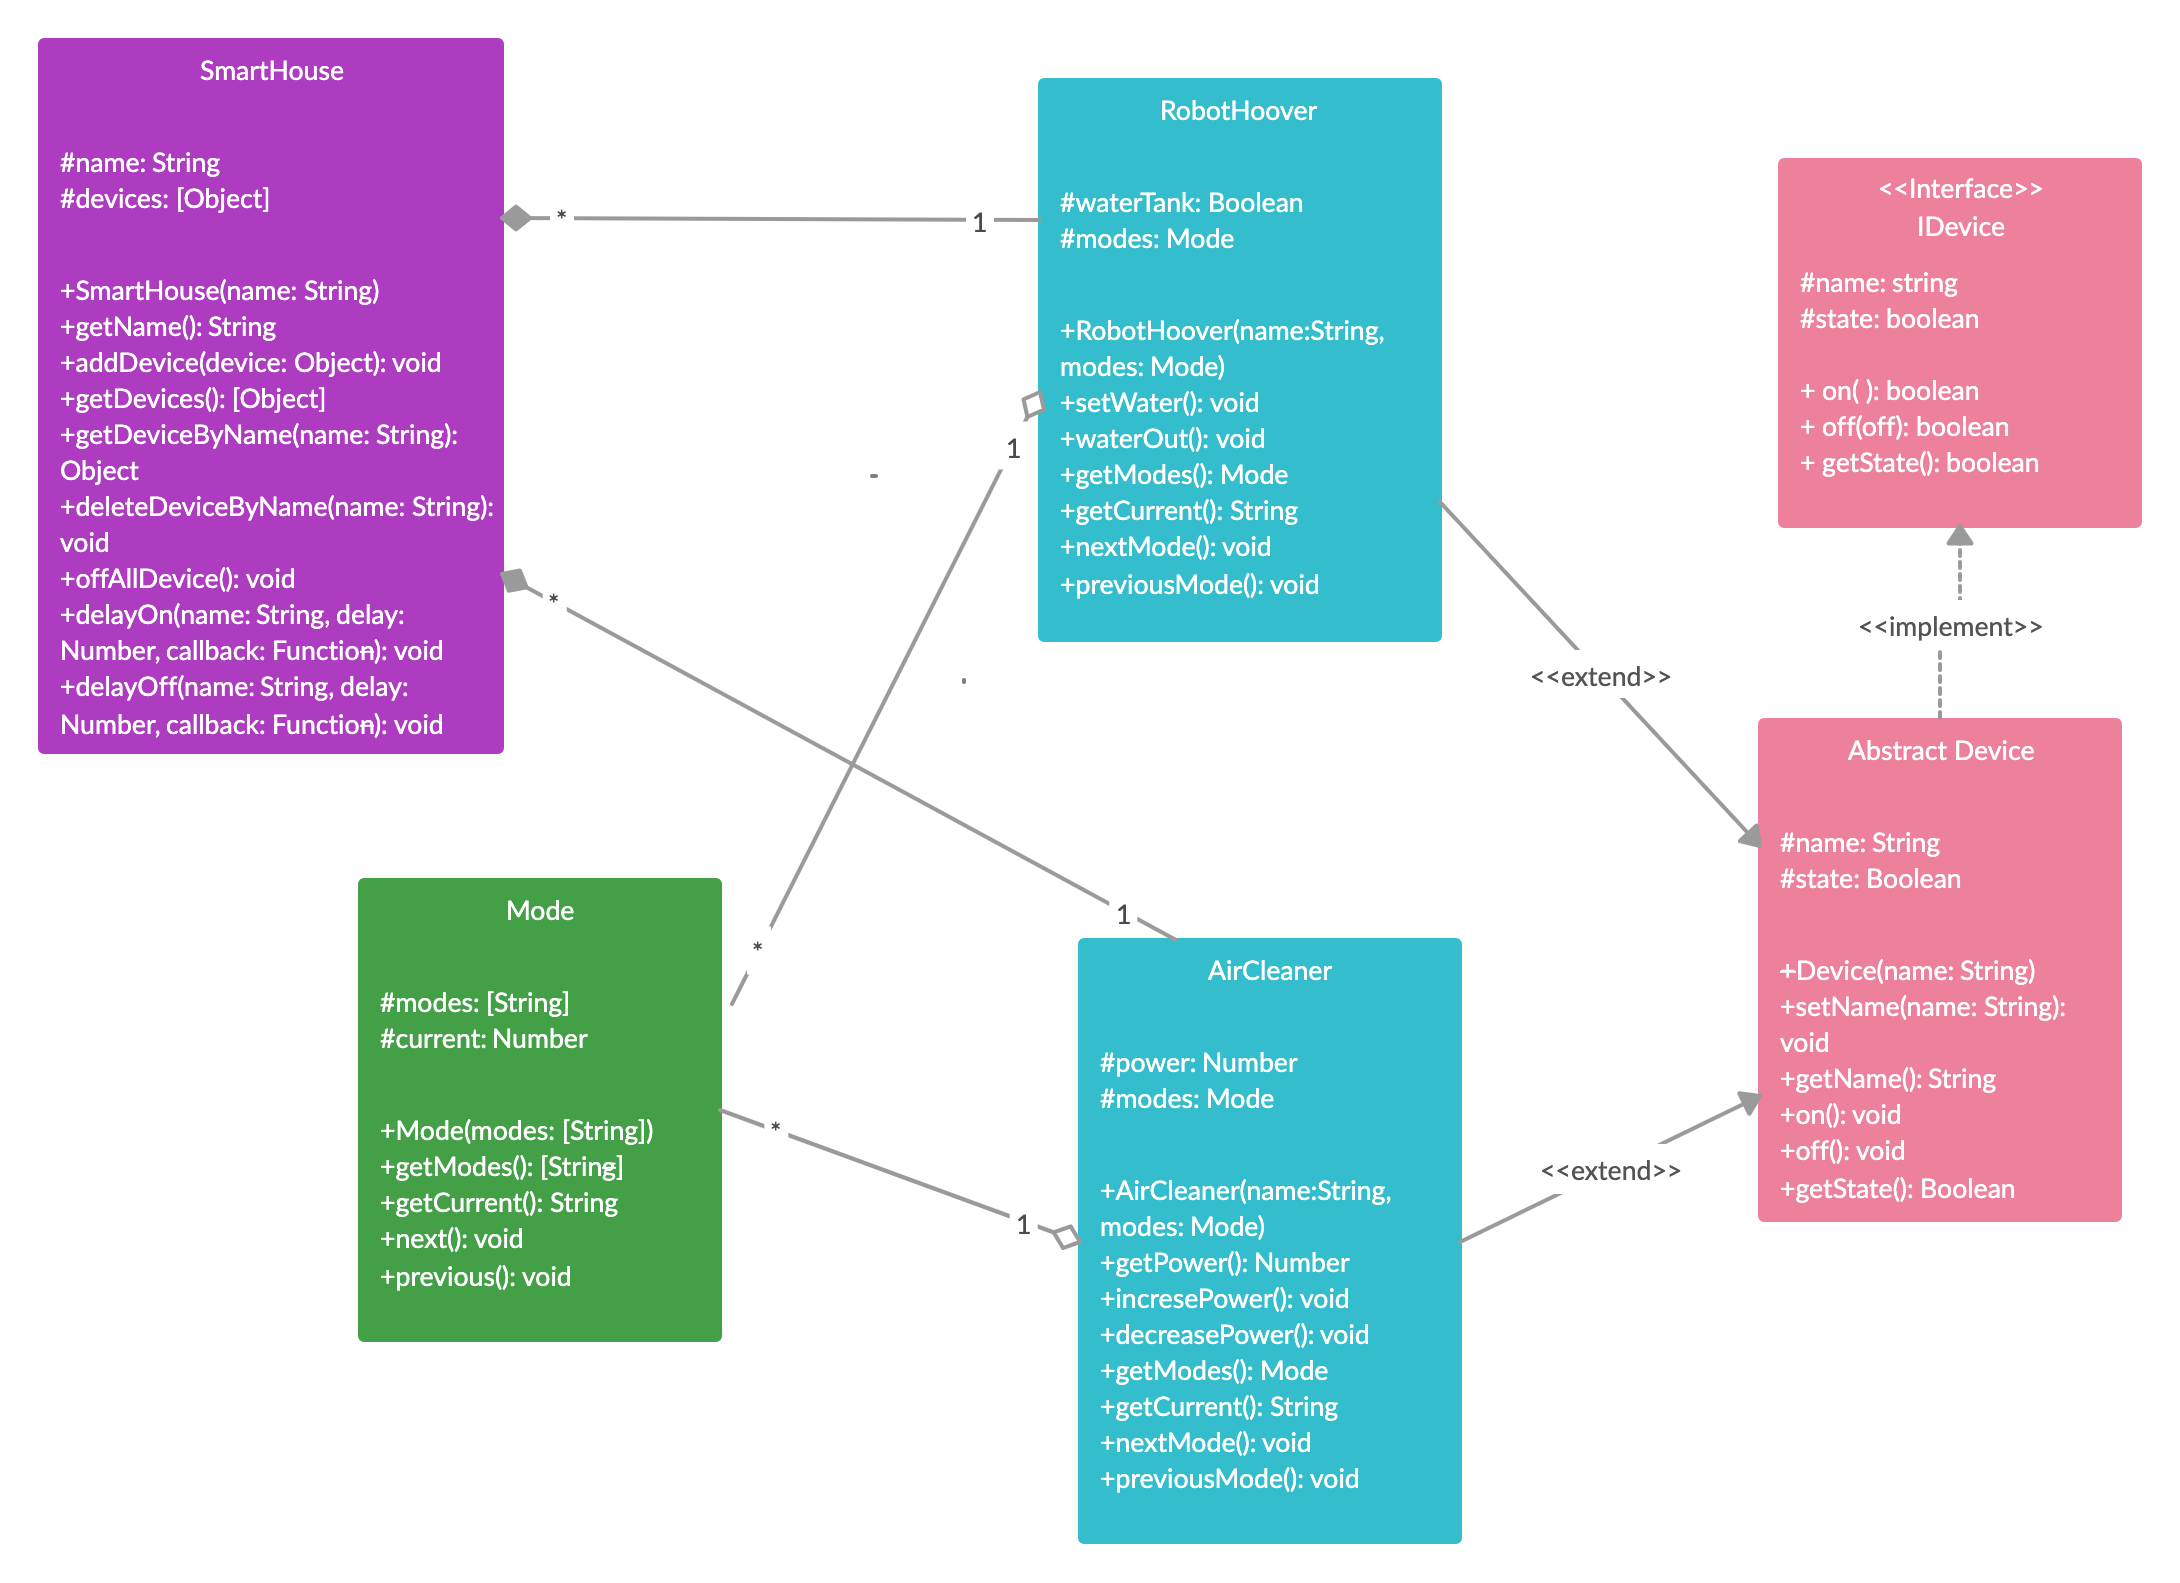 SmartHouse
#name: String
#devices: [Object]
+SmartHouse(name: String)
+getName(): String
+addDevice(device: Object): void
+getDevices(): [Object]
+getDeviceByName(name: String):
Object
+deleteDeviceByName(name: String):
void
+offAllDevice(): void
+delayOn(name: String, delay:
Number, callback: Function): void
+delayOff(name: String, delay:
Number, callback: Function): void
*
1
RobotHoover
#waterTank: Boolean
#modes: Mode
+RobotHoover(name:String,
modes: Mode)
+setWater(): void
+waterOut(): void
+getModes(): Mode
+getCurrent(): String
+nextMode(): void
+previousMode(): void
<<Interface>>
IDevice
#name: string
#state: boolean
+ on( ): boolean
+ off(off): boolean
+ getState(): boolean
1
-
*
<<implement>>
<<extend>>
Abstract Device
#name: String
#state: Boolean
+Device(name: String)
+setName(name: String):
void
+getName(): String
+on(): void
+off(): void
+getState(): Boolean
Mode
#modes: [String]
#current: Number
+Mode(modes: [String])
+getModes(): [String]
+getCurrent(): String
+next(): void
+previous(): void
*
1
*
1
AirCleaner
#power: Number
#modes: Mode
+AirCleaner(name:String,
modes: Mode)
+getPower(): Number
+incresePower(): void
+decreasePower(): void
+getModes(): Mode
+getCurrent(): String
+nextMode(): void
+previousMode(): void
<<extend>>